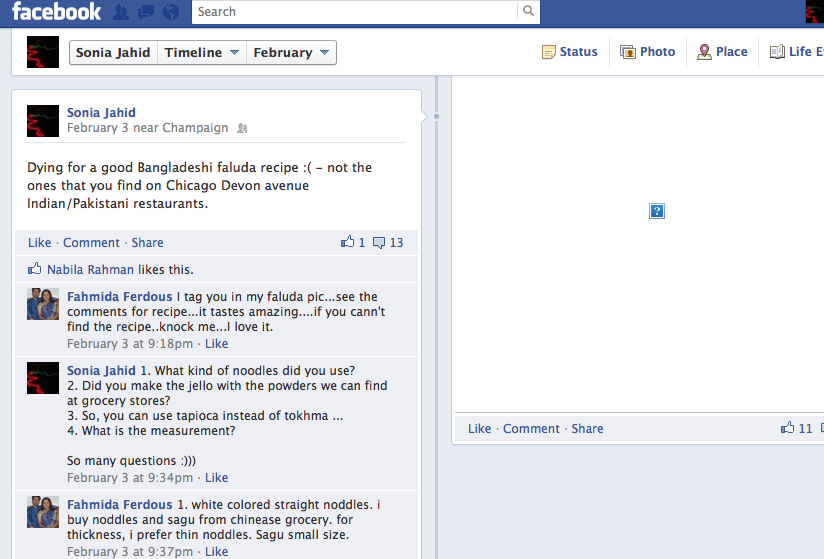 facebook
Search
Sonia Jahid Timeline February
Status Photo Place Life E
Sonia Jahid
February 3 near Champaign
Dying for a good Bangladeshi faluda recipe :( – not the
ones that you find on Chicago Devon avenue
Indian/Pakistani restaurants.
Like · Comment · Share 1 13
Nabila Rahman likes this.
Fahmida Ferdous I tag you in my faluda pic...see the
comments for recipe...it tastes amazing....if you cann't
find the recipe..knock me...I love it.
February 3 at 9:18pm · Like
Sonia Jahid 1. What kind of noodles did you use?
2. Did you make the jello with the powders we can find
at grocery stores?
3. So, you can use tapioca instead of tokhma ...
4. What is the measurement?
So many questions :)))
February 3 at 9:34pm · Like
Fahmida Ferdous 1. white colored straight noddles. i
buy noddles and sagu from chinease grocery. for
thickness, i prefer thin noddles. Sagu small size.
February 3 at 9:37pm · Like
?
Like · Comment · Share 11